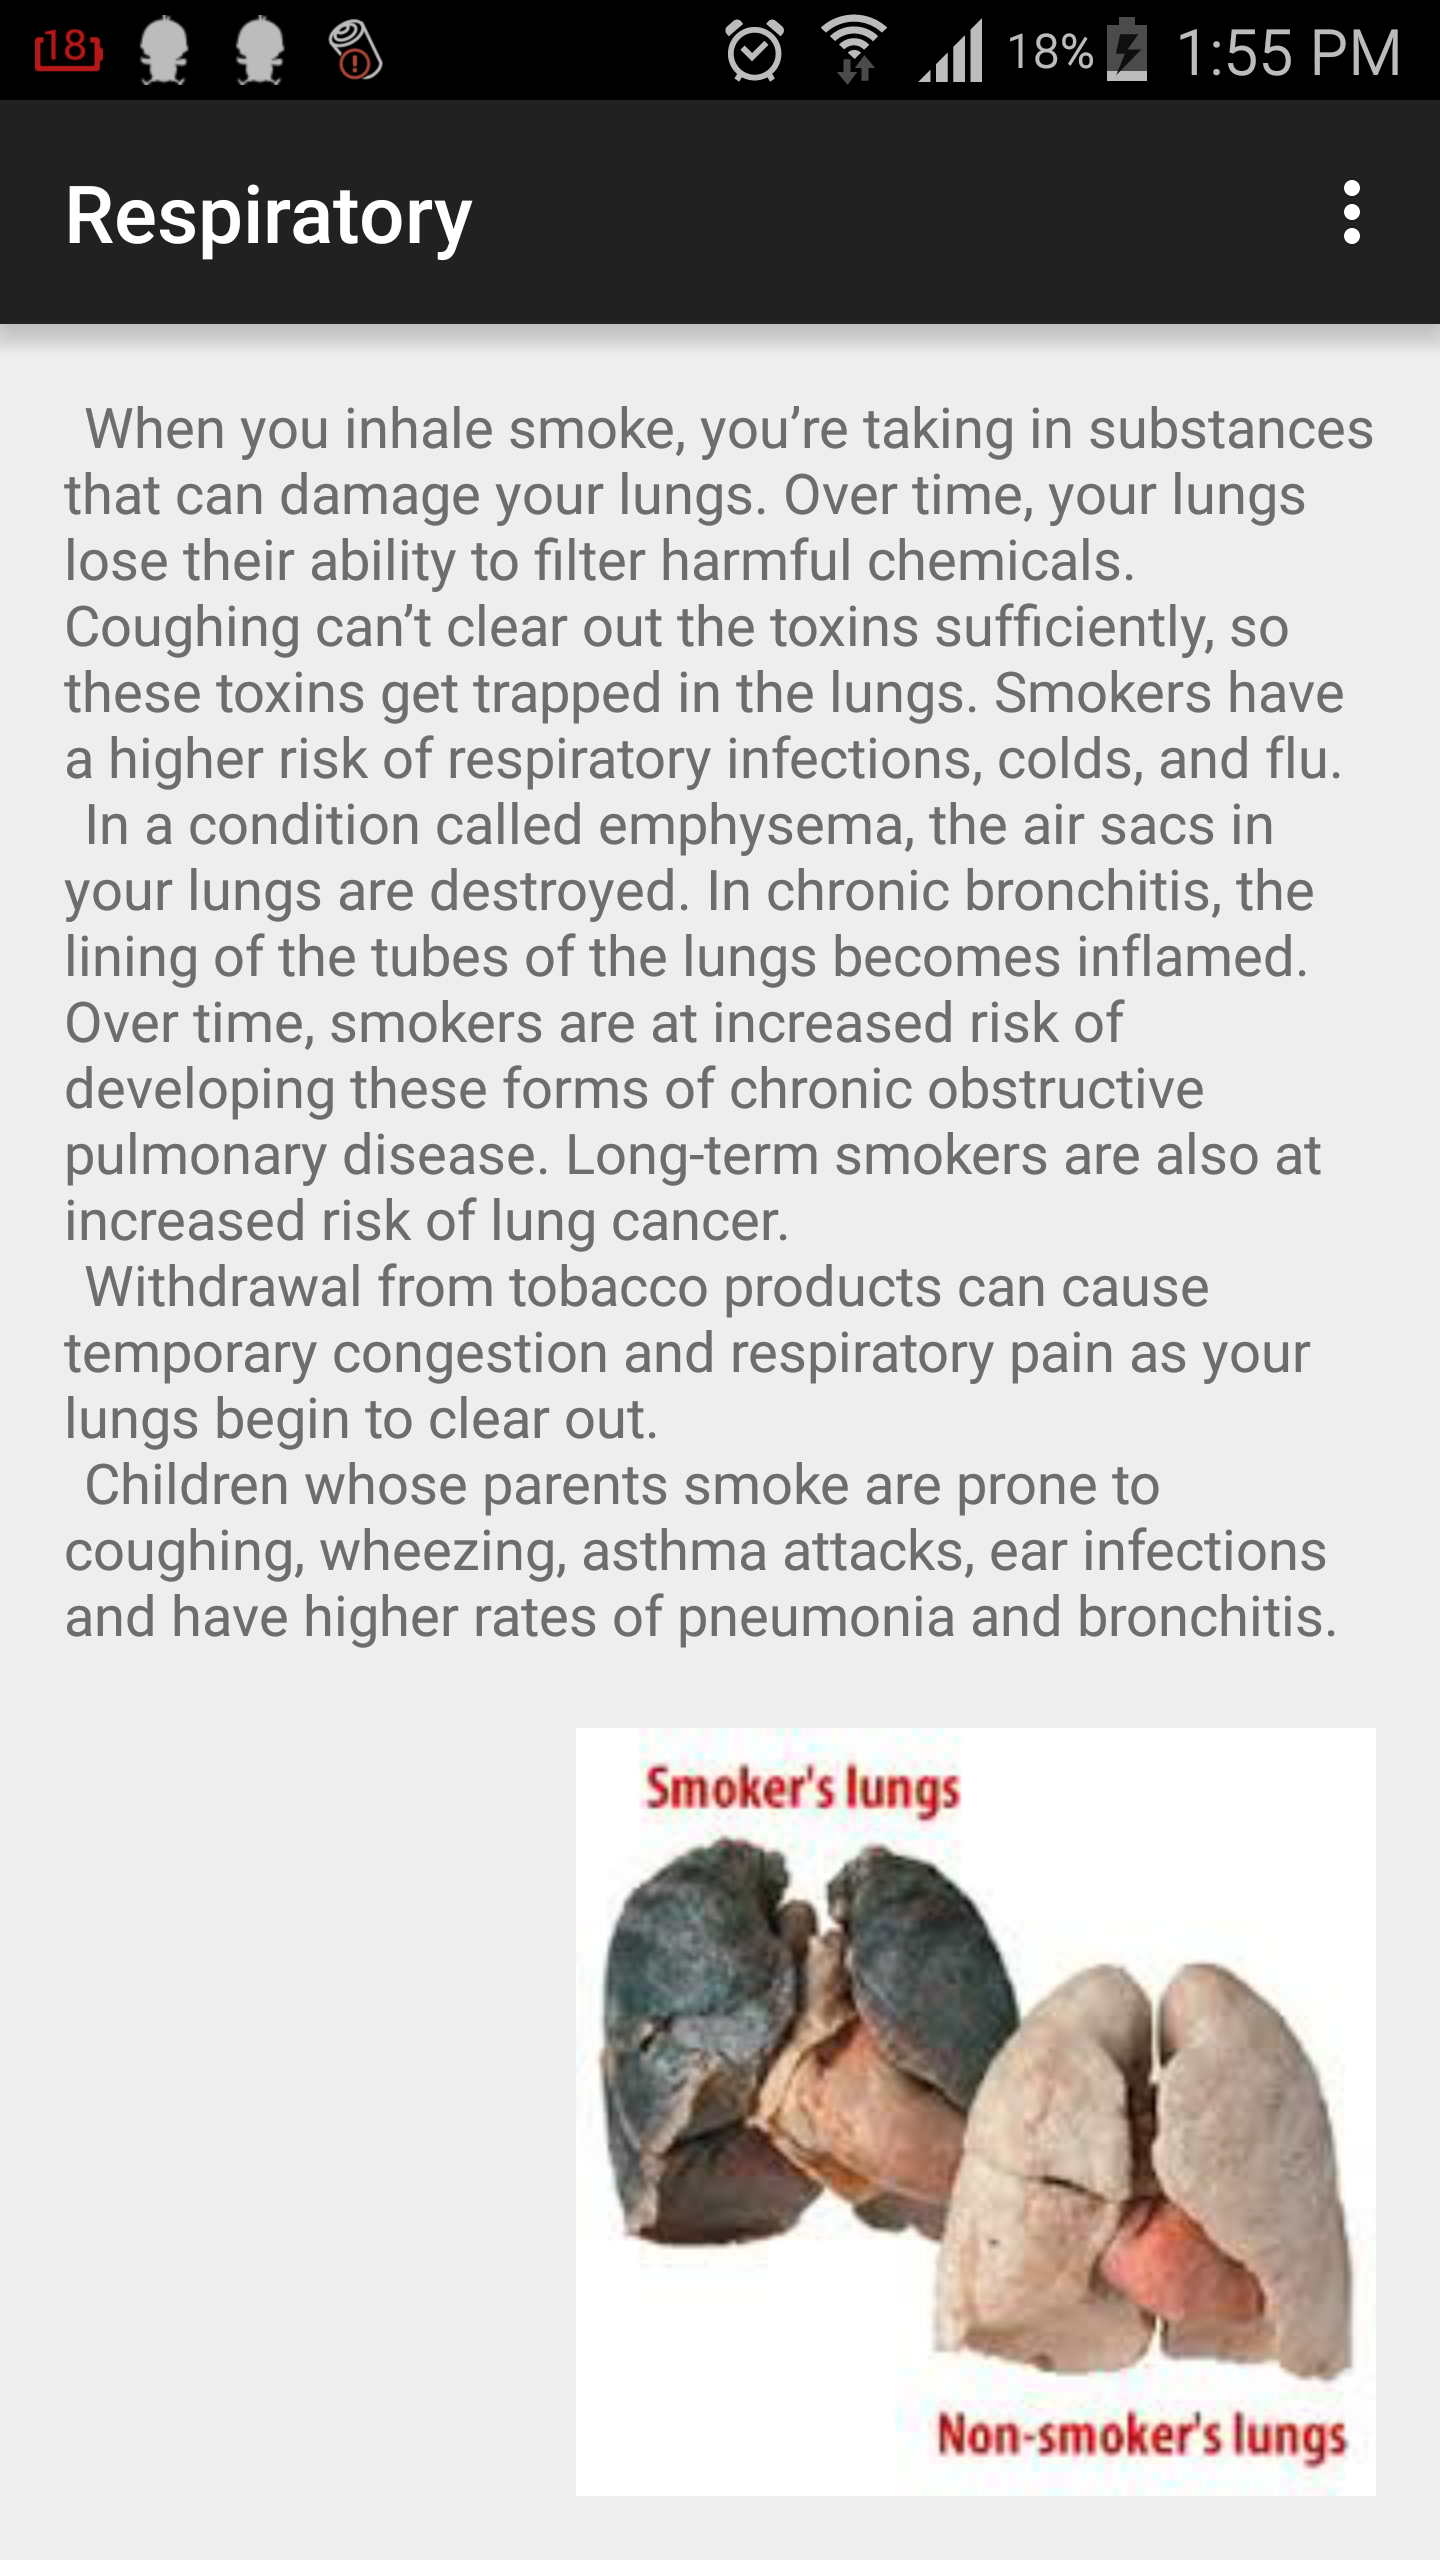 18
18%
1:55 PM
Respiratory
When you inhale smoke, you’re taking in substances
that can damage your lungs. Over time, your lungs
lose their ability to filter harmful chemicals.
Coughing can’t clear out the toxins sufficiently, so
these toxins get trapped in the lungs. Smokers have
a higher risk of respiratory infections, colds, and flu.
In a condition called emphysema, the air sacs in
your lungs are destroyed. In chronic bronchitis, the
lining of the tubes of the lungs becomes inflamed.
Over time, smokers are at increased risk of
developing these forms of chronic obstructive
pulmonary disease. Long-term smokers are also at
increased risk of lung cancer.
Withdrawal from tobacco products can cause
temporary congestion and respiratory pain as your
lungs begin to clear out.
Children whose parents smoke are prone to
coughing, wheezing, asthma attacks, ear infections
and have higher rates of pneumonia and bronchitis.
Smoker's lungs
Non-smoker's lungs